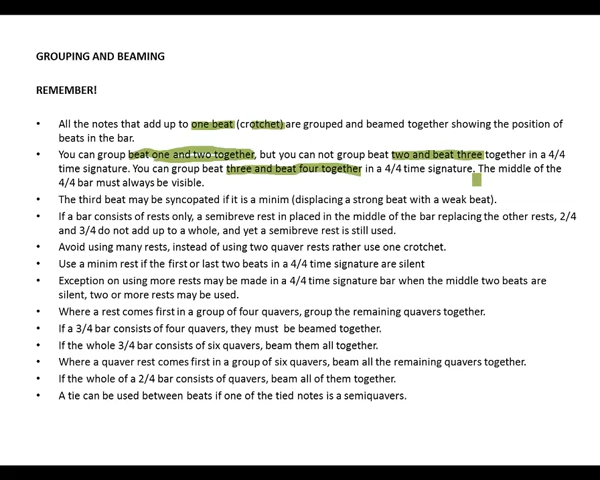 GROUPING AND BEAMING
REMEMBER!
• All the notes that add up to one beat (crotchet) are grouped and beamed together showing the position of
beats in the bar.
• You can group beat one and two together, but you can not group beat two and beat three together in a 4/4
time signature. You can group beat three and beat four together in a 4/4 time signature. The middle of the
4/4 bar must always be visible.
• The third beat may be syncopated if it is a minim (displacing a strong beat with a weak beat).
• If a bar consists of rests only, a semibreve rest in placed in the middle of the bar replacing the other rests, 2/4
and 3/4 do not add up to a whole, and yet a semibreve rest is still used.
• Avoid using many rests, instead of using two quaver rests rather use one crotchet.
• Use a minim rest if the first or last two beats in a 4/4 time signature are silent
• Exception on using more rests may be made in a 4/4 time signature bar when the middle two beats are
silent, two or more rests may be used.
• Where a rest comes first in a group of four quavers, group the remaining quavers together.
• If a 3/4 bar consists of four quavers, they must be beamed together.
• If the whole 3/4 bar consists of six quavers, beam them all together.
• Where a quaver rest comes first in a group of six quavers, beam all the remaining quavers together.
• If the whole of a 2/4 bar consists of quavers, beam all of them together.
• A tie can be used between beats if one of the tied notes is a semiquavers.